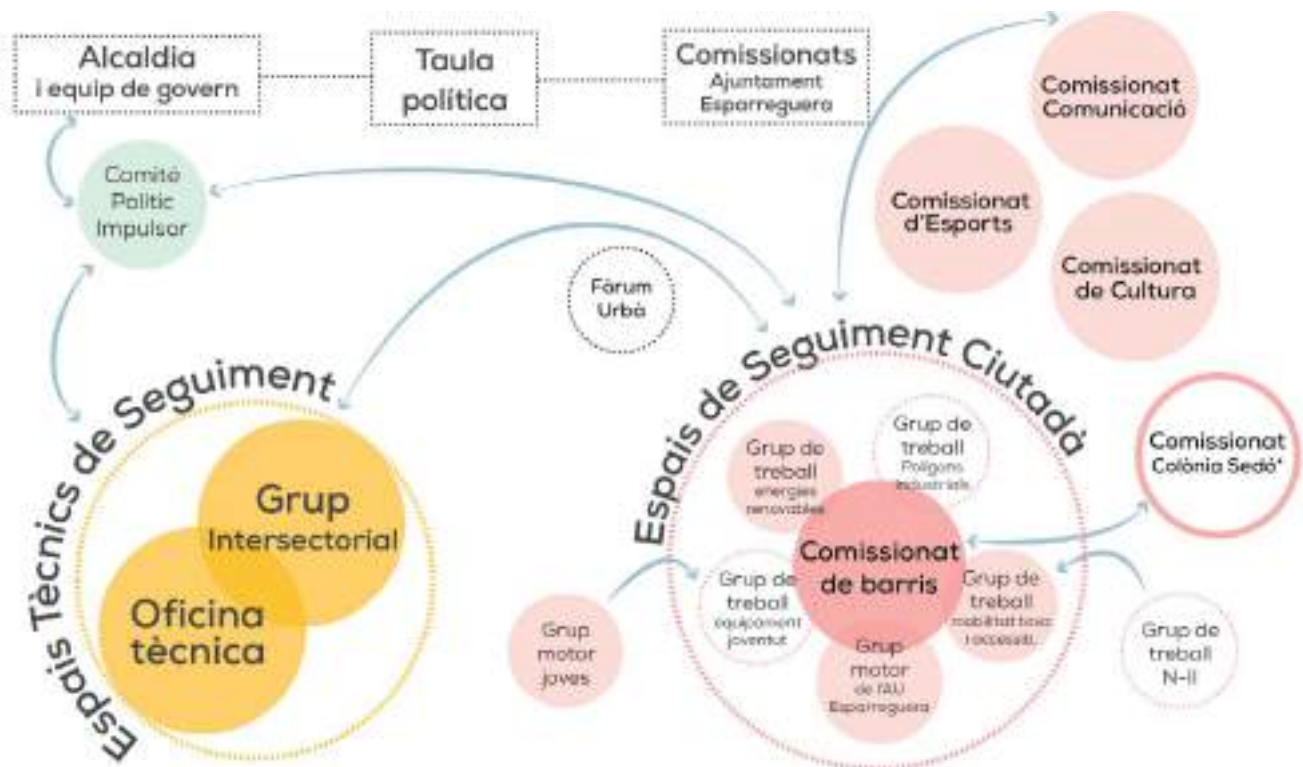 Alcaldia
i equip de govern
Taula
política
Comissionats
Ajuntament
Esparreguera
Comissionat
Comunicació
Comissionat
d'Esports
Comissionat
de Cultura
Comité
Polític
Impulsor
Fòrum
Urbà
Espais Tècnics de Seguiment
Grup
Intersectorial
Oficina
tècnica
Espais de Seguiment Ciutadà
Grup de
treball
energies
renovables
Grup de
treball
Polígons
industrials
Comissionat
de barris
Grup de
treball
equipament
joventut
Grup de
treball
mobilitat
i accessi..
Grup
motor
de l'AU
Esparreguera
Comissionat
Colònia Sedó*
Grup
motor
joves
Grup de
treball
N-II